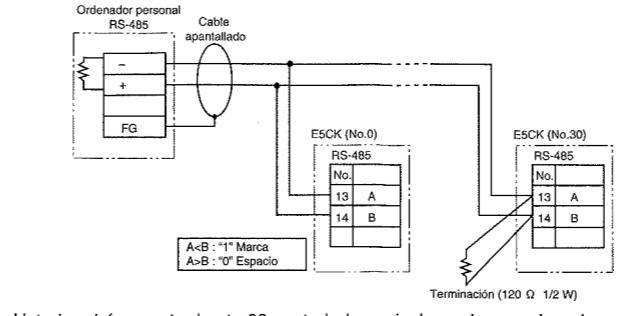 Ordenador personal
RS-485
Cable
apantallado
−
+
FG
E5CK (No.0)
RS-485
No.
13 A
14 B
E5CK (No.30)
RS-485
No.
13 A
14 B
A<B : "1" Marca
A>B : "0" Espacio
Terminación (120 Ω 1/2 W)